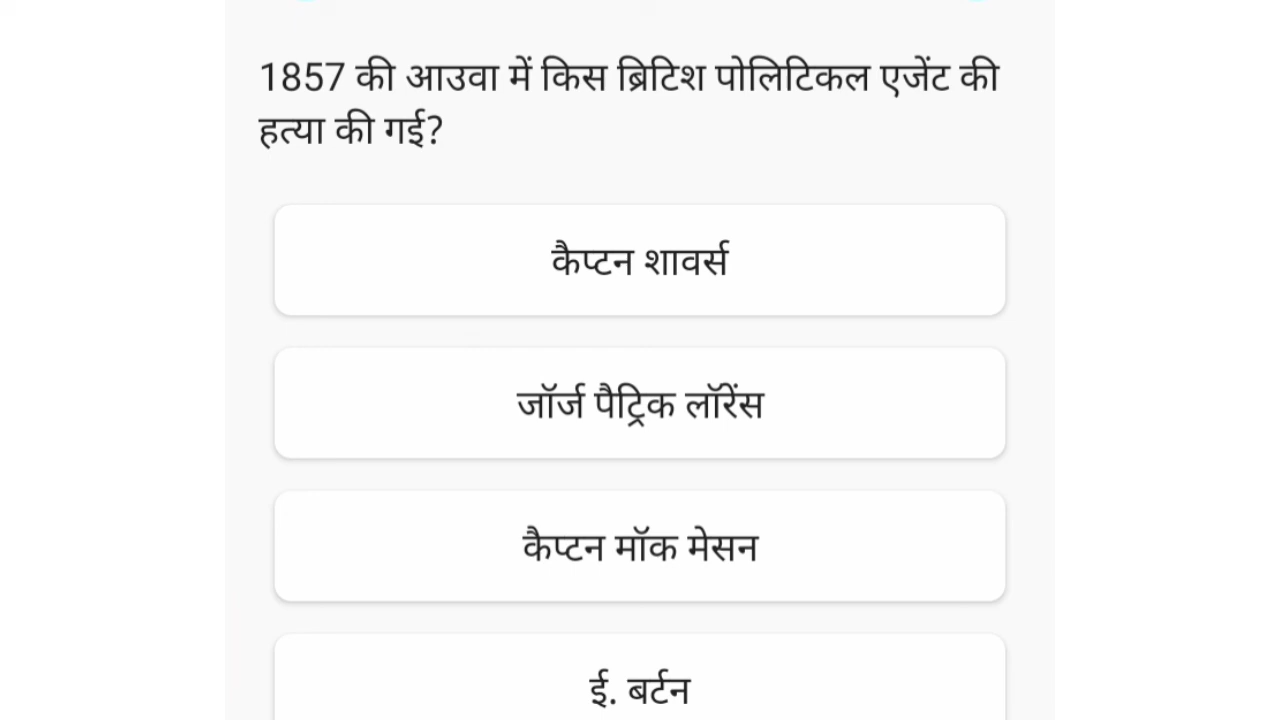 1857 की आउवा में किस ब्रिटिश पोलिटिकल एजेंट की
हत्या की गई?
कैप्टन शावर्स
जॉर्ज पैट्रिक लॉरेंस
कैप्टन मॉक मेसन
ई. बर्टन